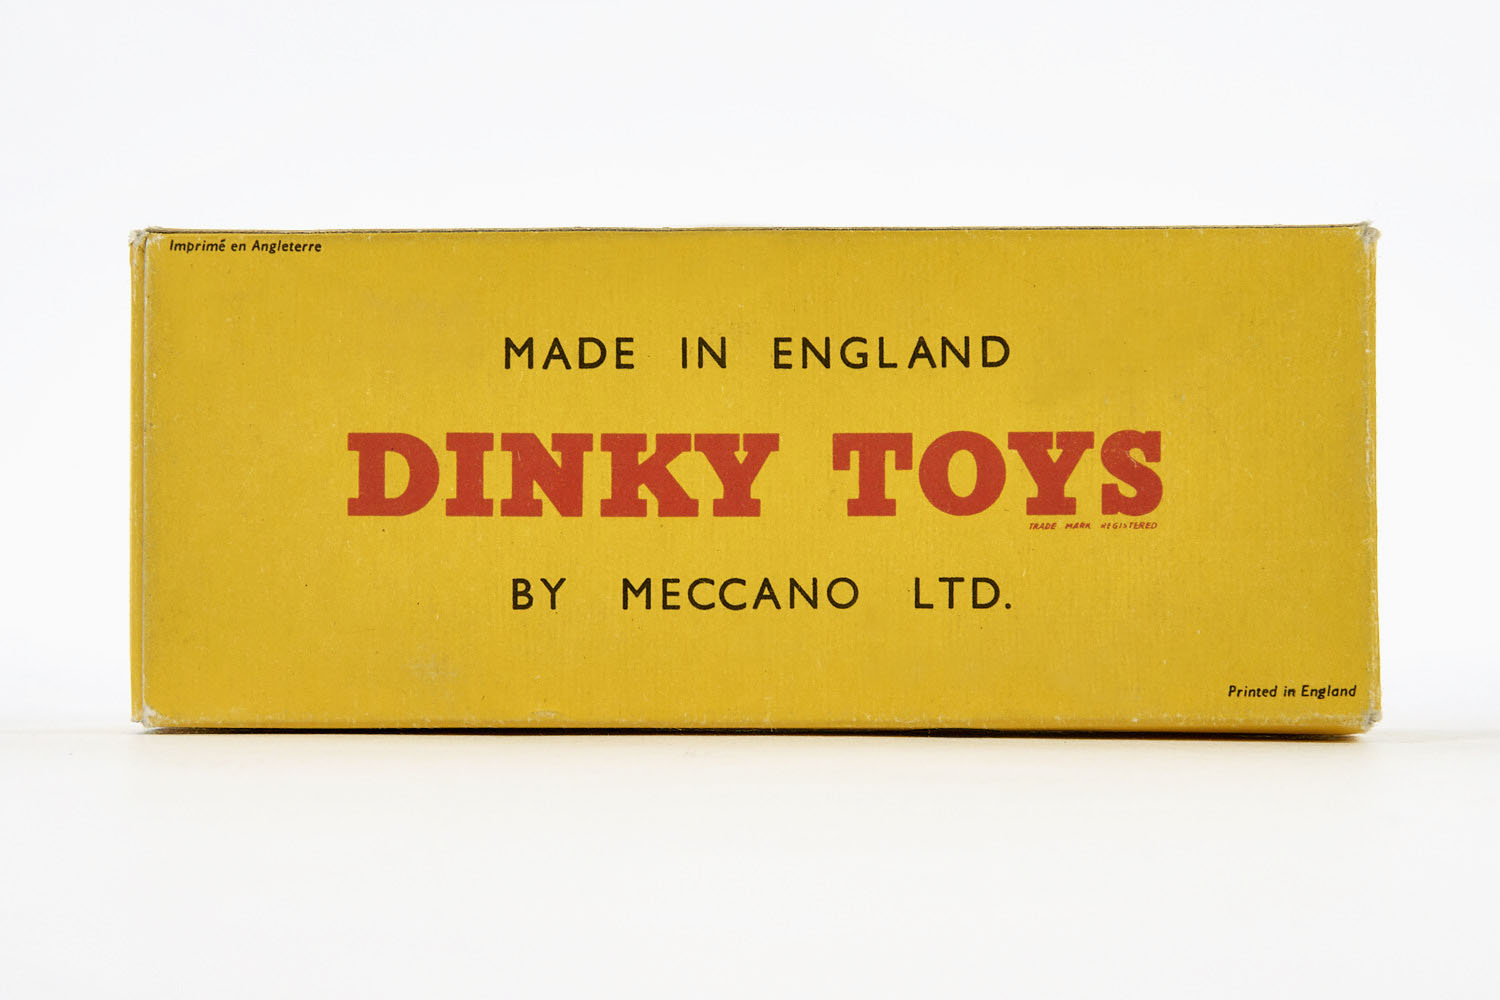 Imprimé en Angleterre
MADE IN ENGLAND
DINKY TOYS
TRADE MARK REGISTERED
BY MECCANO LTD.
Printed in England